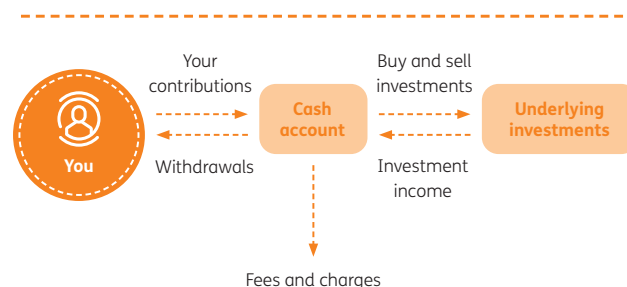 Your
contributions
Buy and sell
investments
You
Cash
account
Underlying
investments
Withdrawals
Investment
income
Fees and charges